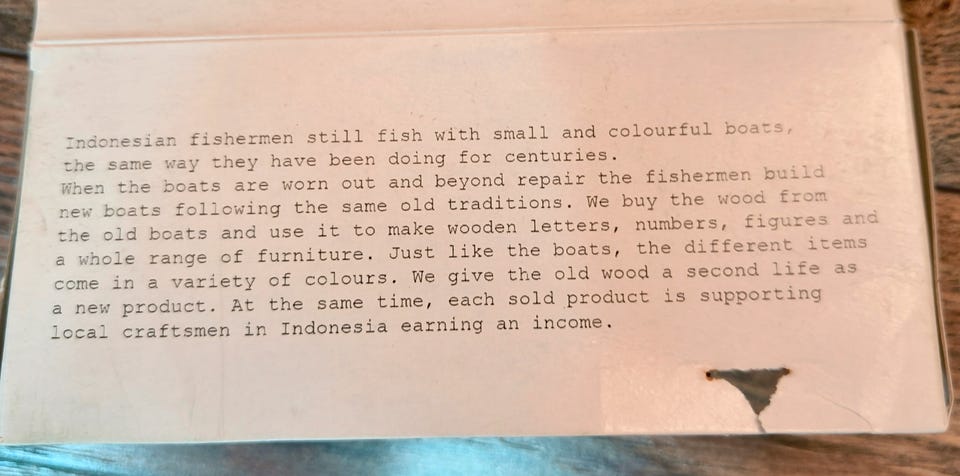 Indonesian fishermen still fish with small and colourful boats,
the same way they have been doing for centuries.
When the boats are worn out and beyond repair the fishermen build
new boats following the same old traditions. We buy the wood from
the old boats and use it to make wooden letters, numbers, figures and
a whole range of furniture. Just like the boats, the different items
come in a variety of colours. We give the old wood a second life as
a new product. At the same time, each sold product is supporting
local craftsmen in Indonesia earning an income.